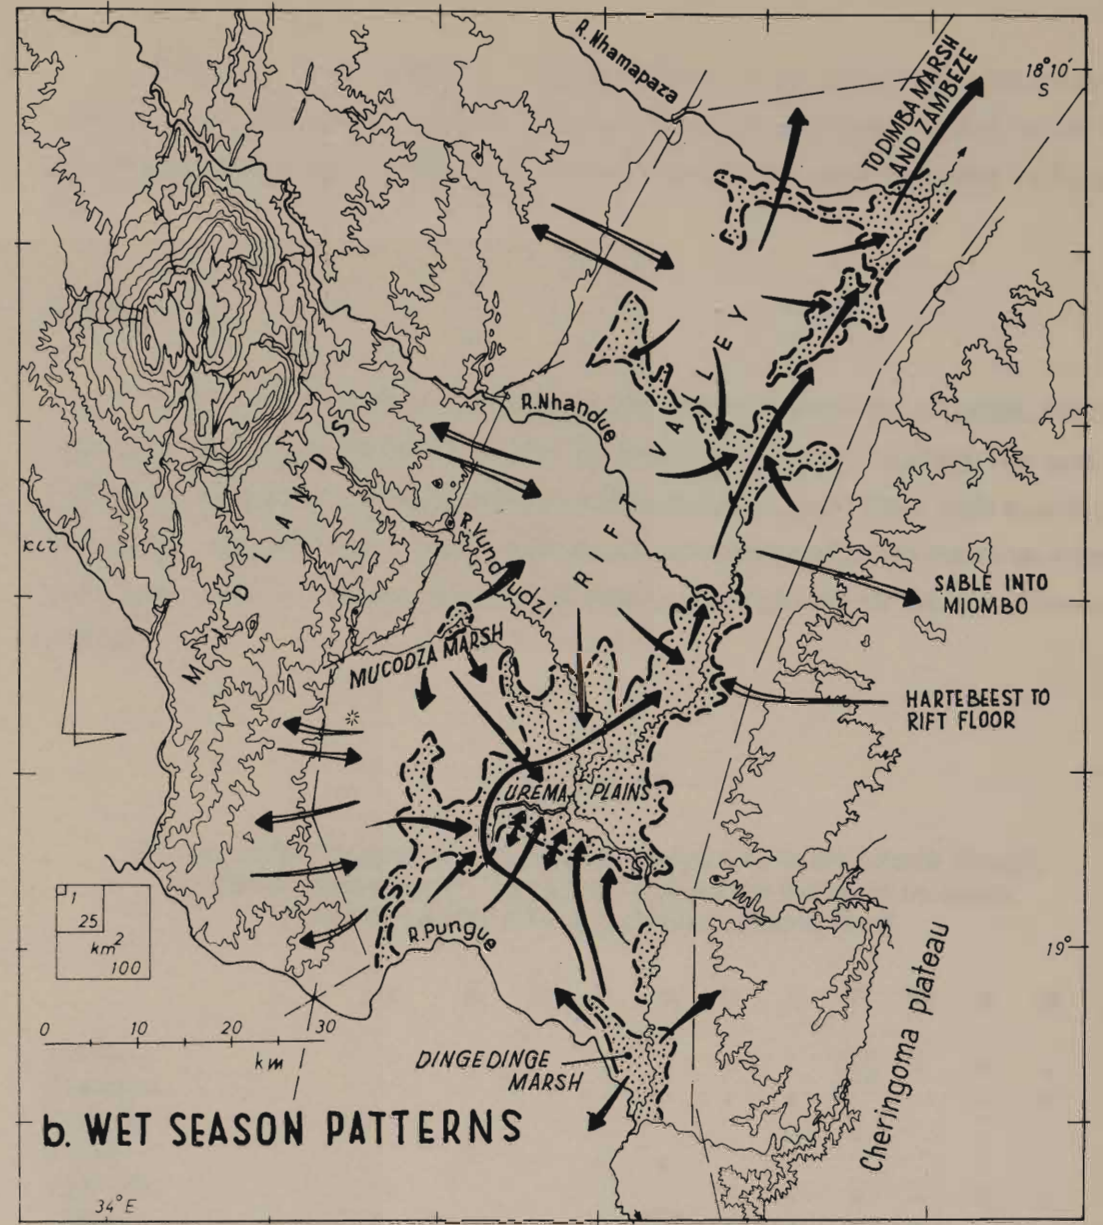 R. Nhamapaza
18°10'
S
TO DIMBA MARSH
AND ZAMBEZE
VALLEY
R.Nhandue
MIDLANDS
RIFT
R.Vundudzi
KLT
SABLE INTO
MIOMBO
MUCODZA MARSH
HARTEBEEST TO
RIFT FLOOR
UREMA PLAINS
1
25
km²
100
R.Pungue
19°
0 10 20 30
km
DINGEDINGE
MARSH
Cheringoma plateau
b. WET SEASON PATTERNS
34°E